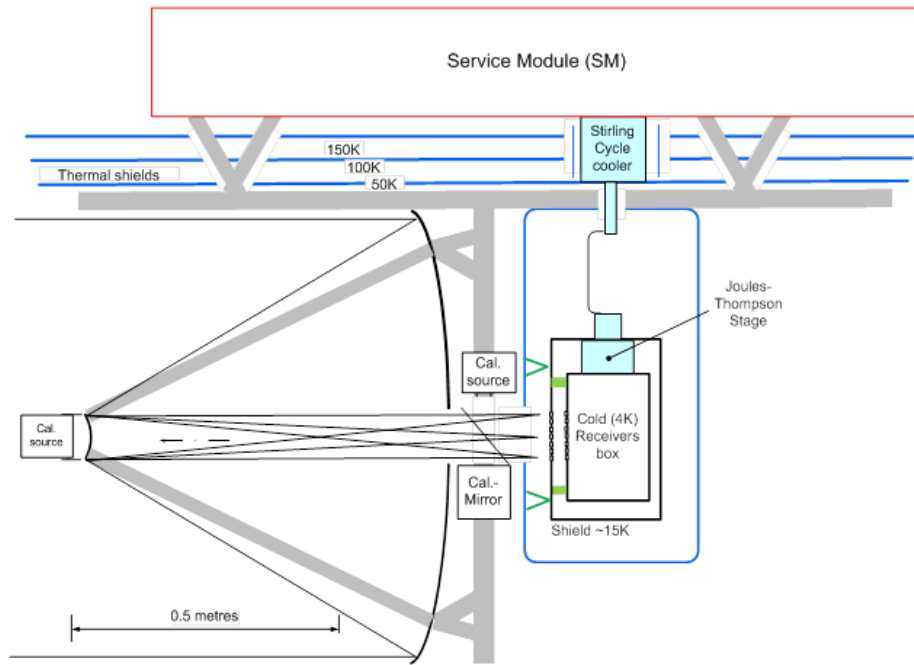 Service Module (SM)
Stirling
Cycle
cooler
150K
100K
Thermal shields
50K
Joules-
Thompson
Stage
Cal.
source
Cal.
source
Cold (4K)
Receivers
box
Cal.-
Mirror
Shield ~15K
0.5 metres